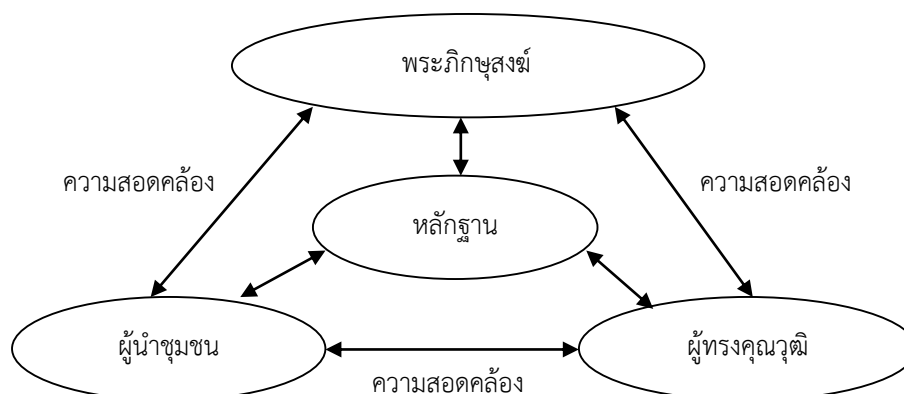 พระภิกษุสงฆ์
ความสอดคล้อง
ความสอดคล้อง
หลักฐาน
ผู้นำชุมชน
ผู้ทรงคุณวุฒิ
ความสอดคล้อง